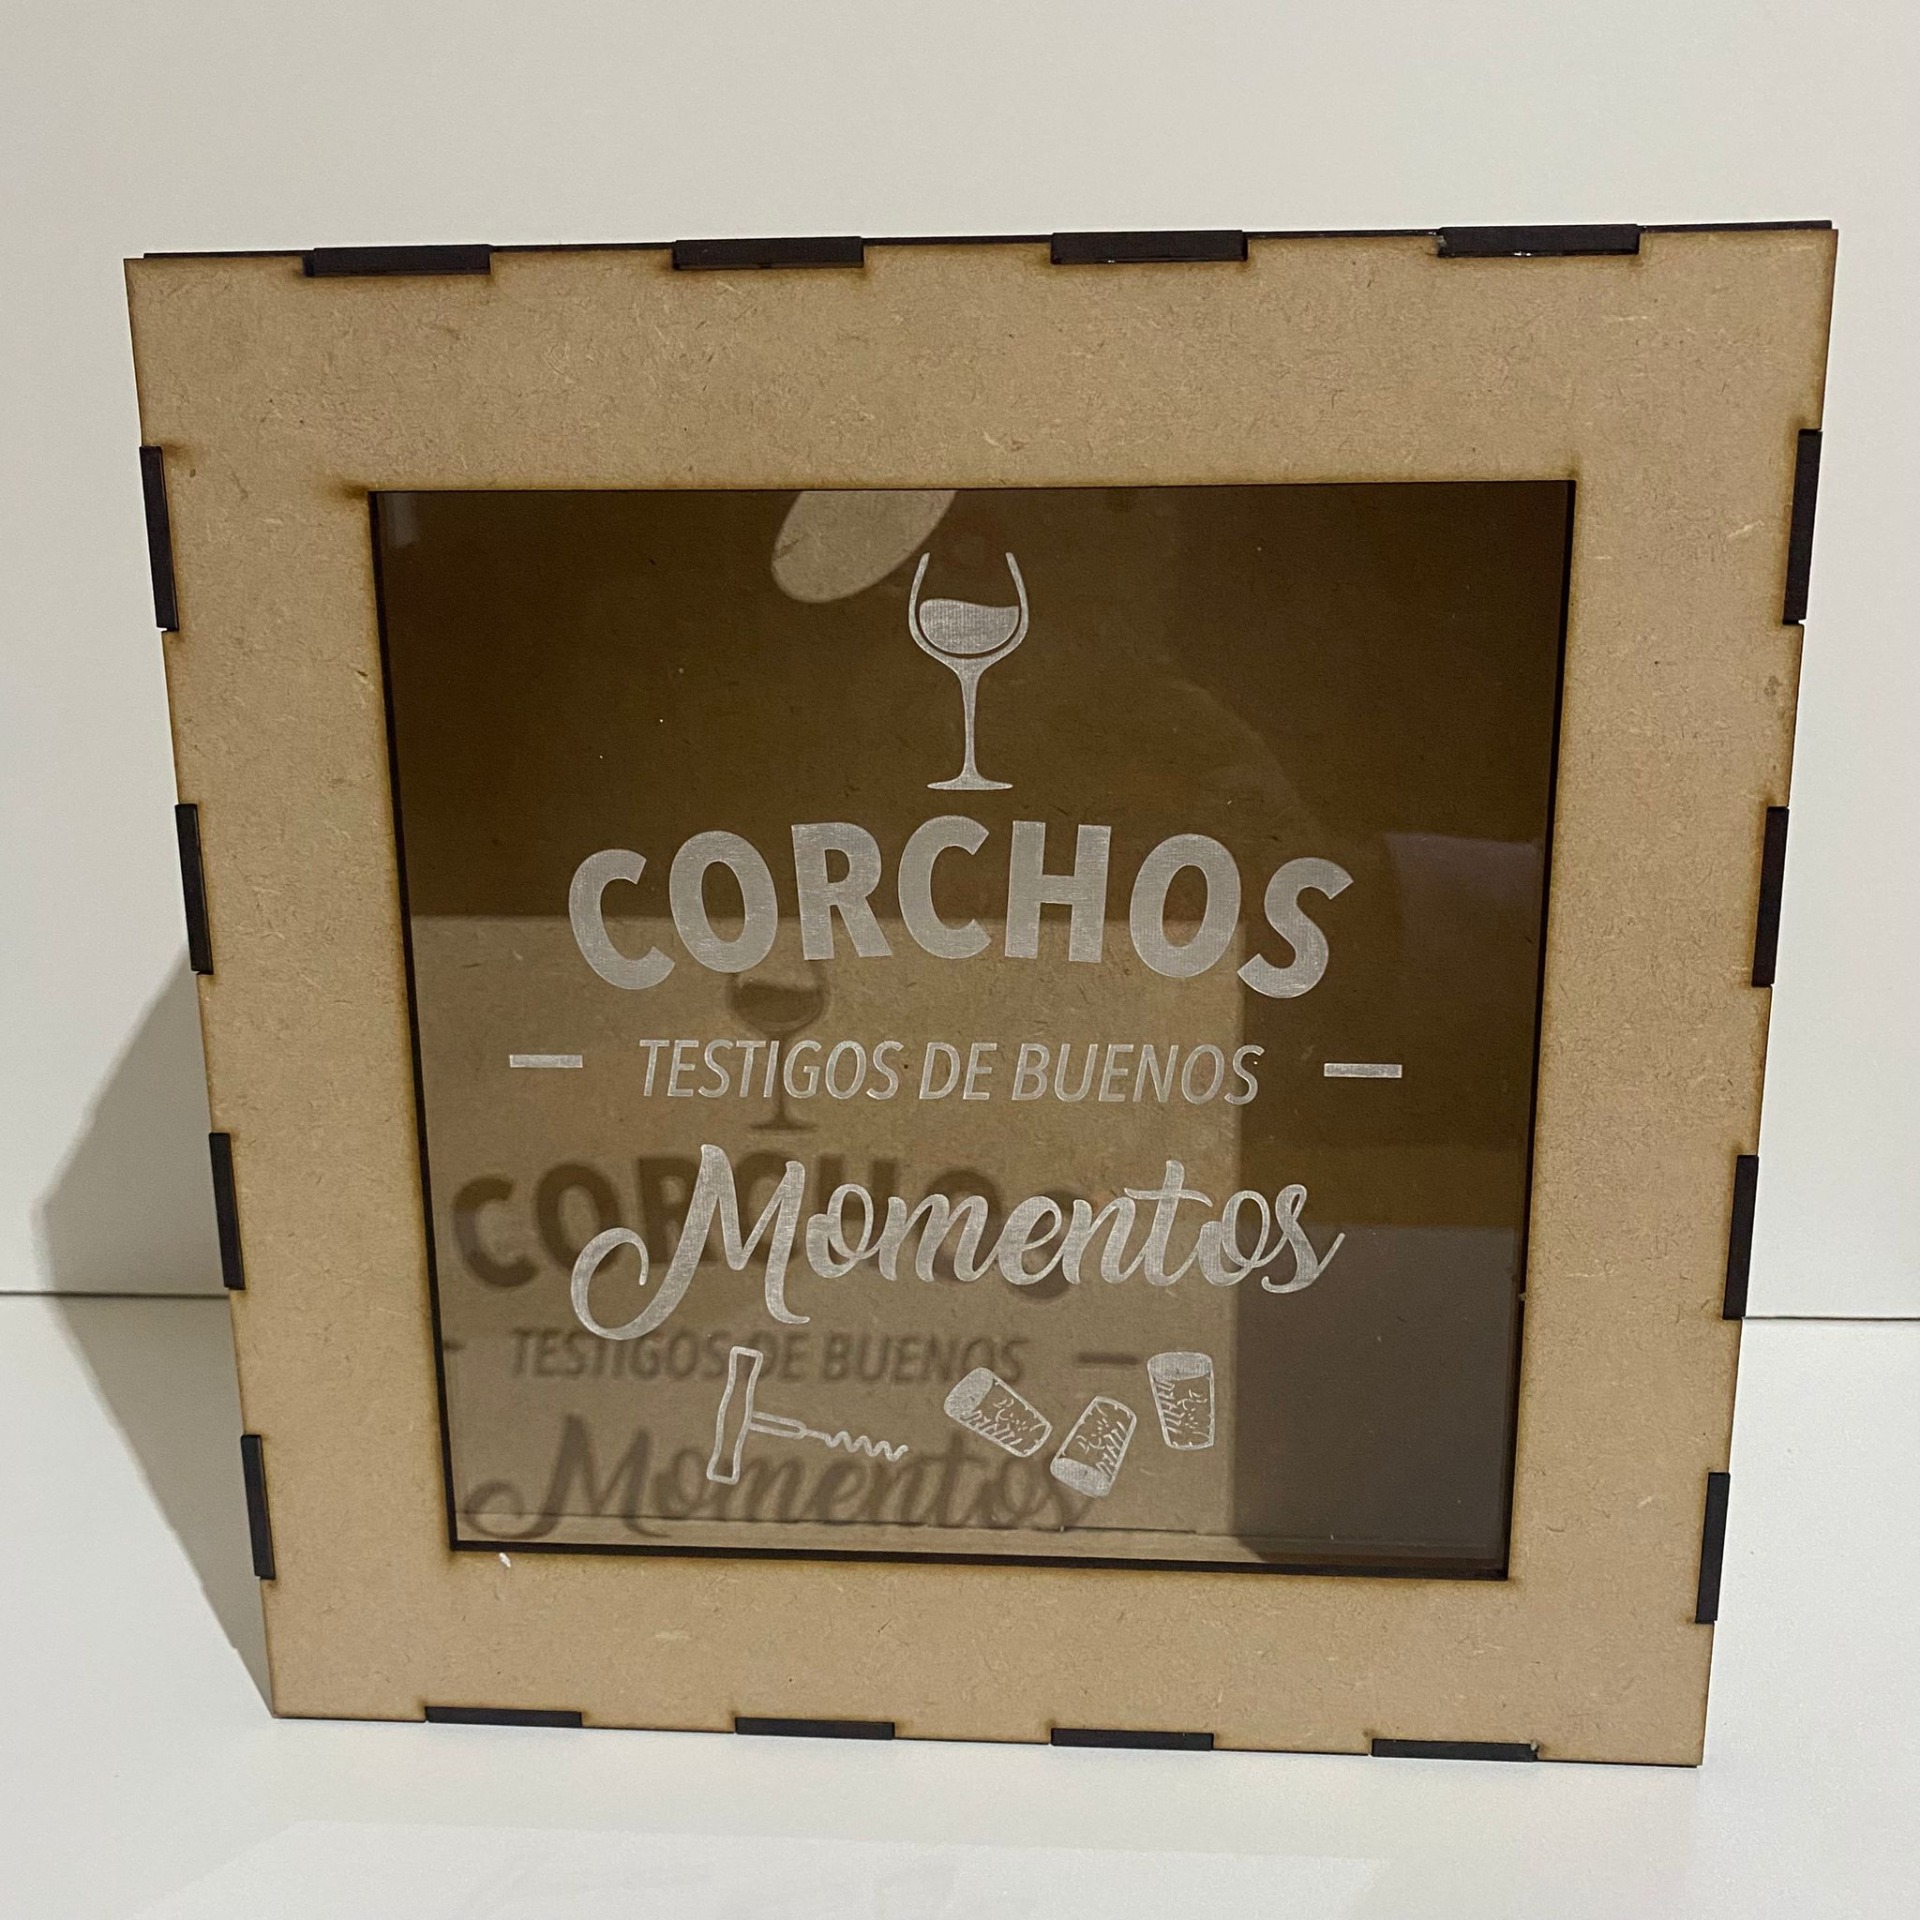 CORCHOS
— TESTIGOS DE BUENOS —
Momentos